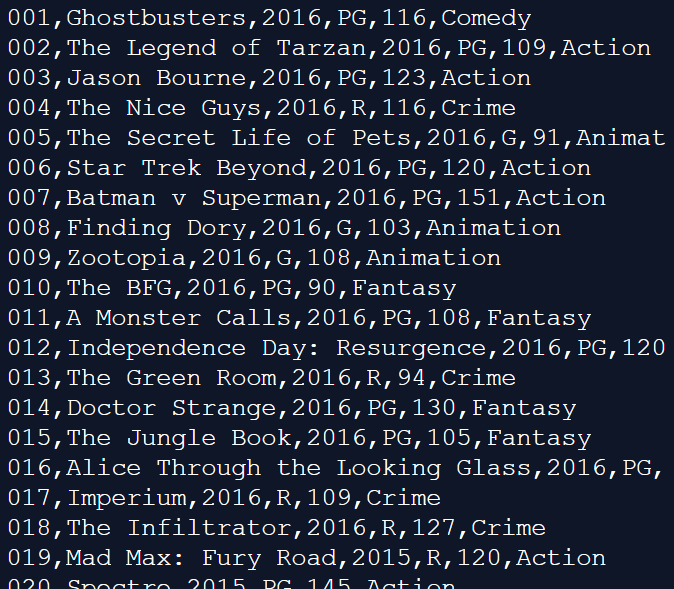 001,Ghostbusters,2016,PG,116,Comedy
002,The Legend of Tarzan,2016,PG,109,Action
003,Jason Bourne,2016,PG,123,Action
004,The Nice Guys,2016,R,116,Crime
005,The Secret Life of Pets,2016,G,91,Animat
006,Star Trek Beyond,2016,PG,120,Action
007,Batman v Superman,2016,PG,151,Action
008,Finding Dory,2016,G,103,Animation
009,Zootopia,2016,G,108,Animation
010,The BFG,2016,PG,90,Fantasy
011,A Monster Calls,2016,PG,108,Fantasy
012,Independence Day: Resurgence,2016,PG,120
013,The Green Room,2016,R,94,Crime
014,Doctor Strange,2016,PG,130,Fantasy
015,The Jungle Book,2016,PG,105,Fantasy
016,Alice Through the Looking Glass,2016,PG,
017,Imperium,2016,R,109,Crime
018,The Infiltrator,2016,R,127,Crime
019,Mad Max: Fury Road,2015,R,120,Action
020,Spectre,2015,PG,145,Action